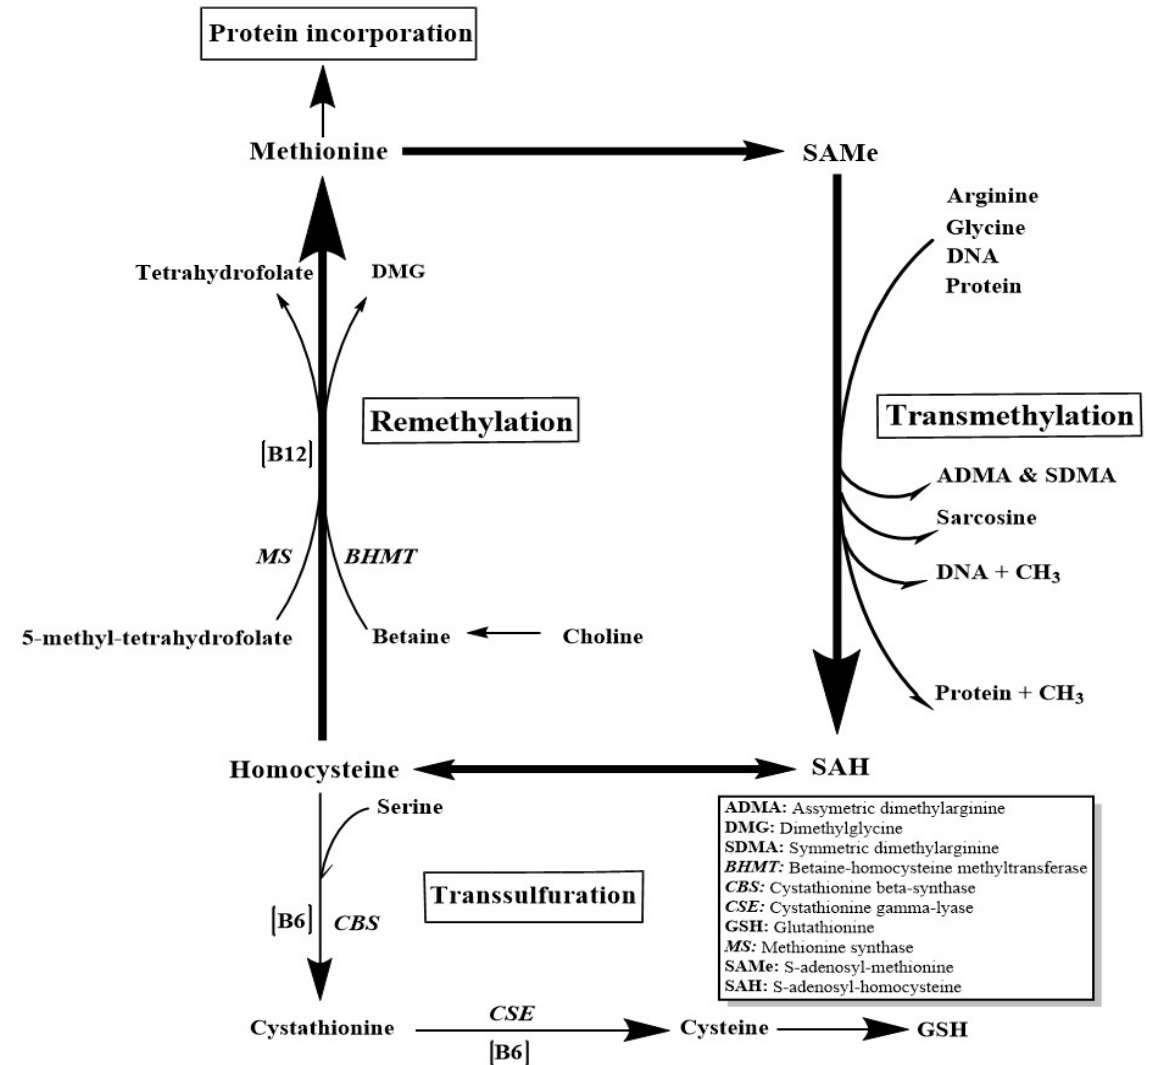 Protein incorporation
Methionine
SAMe
Arginine
Glycine
DNA
Protein
Tetrahydrofolate
DMG
Remethylation
Transmethylation
[B12]
ADMA & SDMA
Sarcosine
MS
BHMT
DNA + CH₃
5-methyl-tetrahydrofolate
Betaine
Choline
Protein + CH₃
Homocysteine
SAH
Serine
Transsulfuration
[B6]
CBS
ADMA: Assymetric dimethylarginine
DMG: Dimethylglycine
SDMA: Symmetric dimethylarginine
BHMT: Betaine-homocysteine methyltransferase
CBS: Cystathionine beta-synthase
CSE: Cystathionine gamma-lyase
GSH: Glutathionine
MS: Methionine synthase
SAMe: S-adenosyl-methionine
SAH: S-adenosyl-homocysteine
Cystathionine
CSE
[B6]
Cysteine
GSH